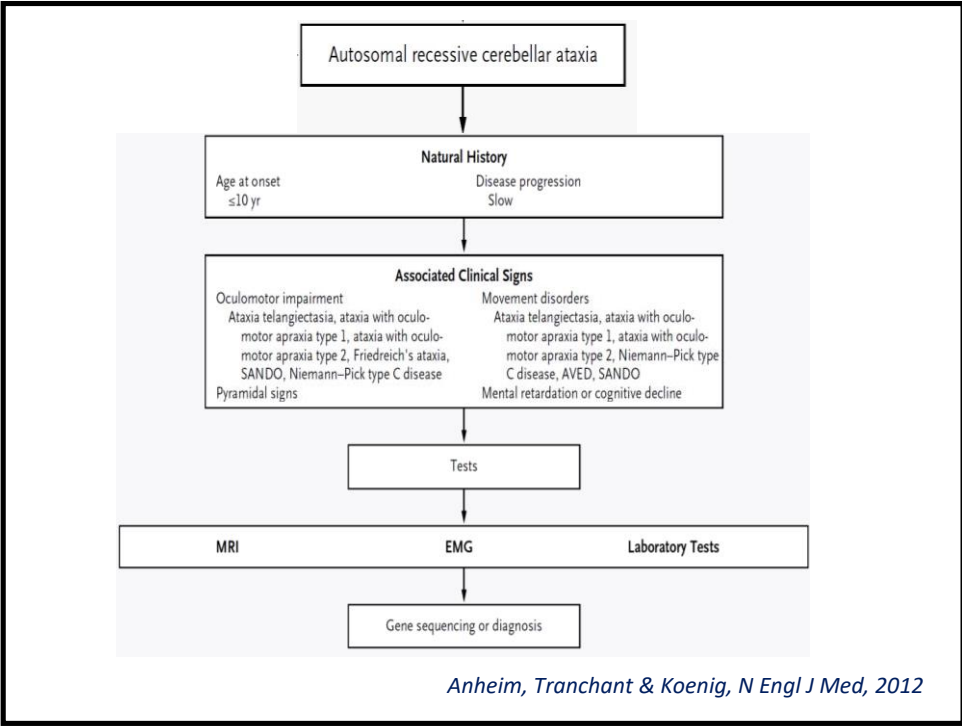 Autosomal recessive cerebellar ataxia
Natural History
Age at onset
≤10 yr
Disease progression
Slow
Associated Clinical Signs
Oculomotor impairment
Ataxia telangiectasia, ataxia with oculo-
motor apraxia type 1, ataxia with oculo-
motor apraxia type 2, Friedreich's ataxia,
SANDO, Niemann–Pick type C disease
Pyramidal signs
Movement disorders
Ataxia telangiectasia, ataxia with oculo-
motor apraxia type 1, ataxia with oculo-
motor apraxia type 2, Niemann–Pick type
C disease, AVED, SANDO
Mental retardation or cognitive decline
Tests
MRI
EMG
Laboratory Tests
Gene sequencing or diagnosis
Anheim, Tranchant & Koenig, N Engl J Med, 2012